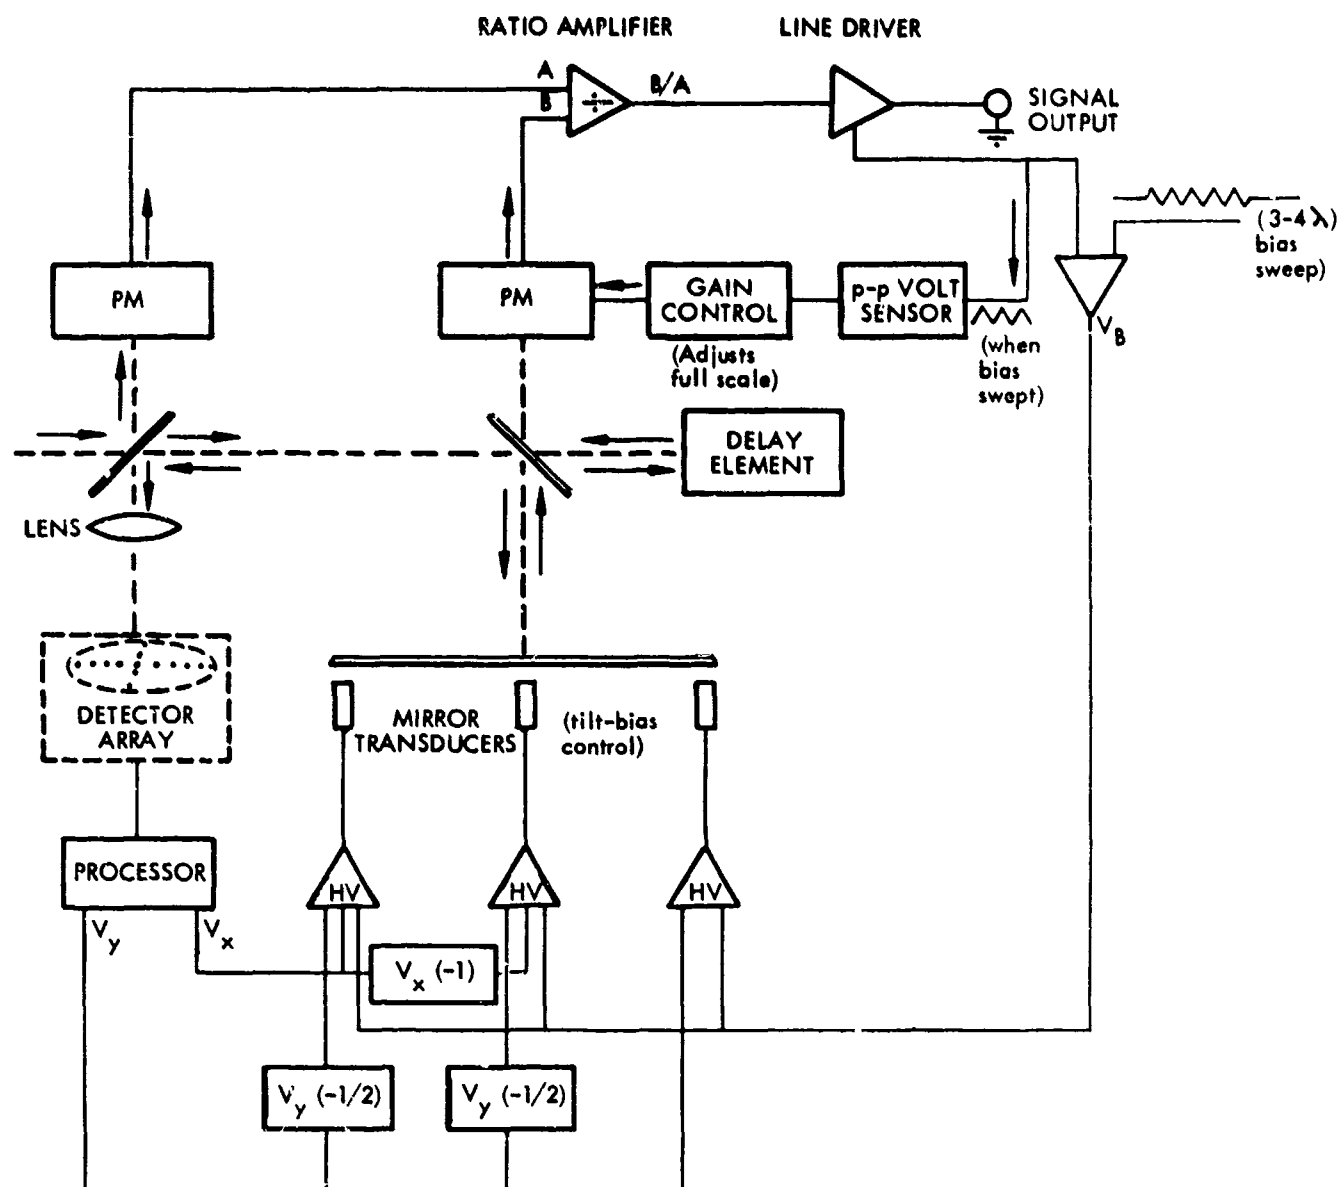 RATIO AMPLIFIER
LINE DRIVER
A
B
÷
B/A
SIGNAL
OUTPUT
(3-4λ)
bias
sweep)
PM
PM
GAIN
CONTROL
(Adjusts
full scale)
p-p VOLT
SENSOR
(when
bias
swept)
V_B
DELAY
ELEMENT
LENS
DETECTOR
ARRAY
MIRROR
TRANSDUCERS
(tilt-bias
control)
PROCESSOR
HV
HV
HV
V_y
V_x
V_x (-1)
V_y (-1/2)
V_y (-1/2)